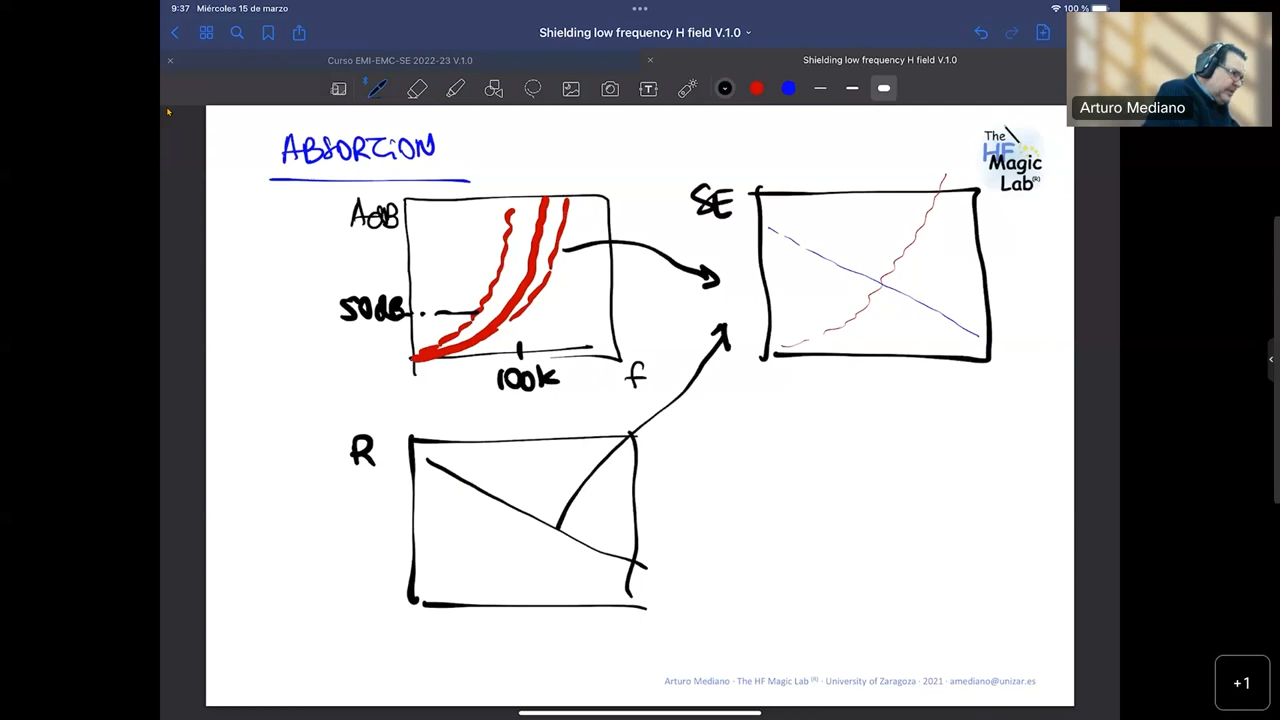 9:37 Miércoles 15 de marzo
100 %
Shielding low frequency H field V.1.0
Curso EMI-EMC-SE 2022-23 V.1.0
Shielding low frequency H field V.1.0
Arturo Mediano
ABSORTION
The
HF
Magic
Lab(R)
AdB
SE
50dB
100k
f
R
Arturo Mediano · The HF Magic Lab (R) · University of Zaragoza · 2021 · amediano@unizar.es
+1